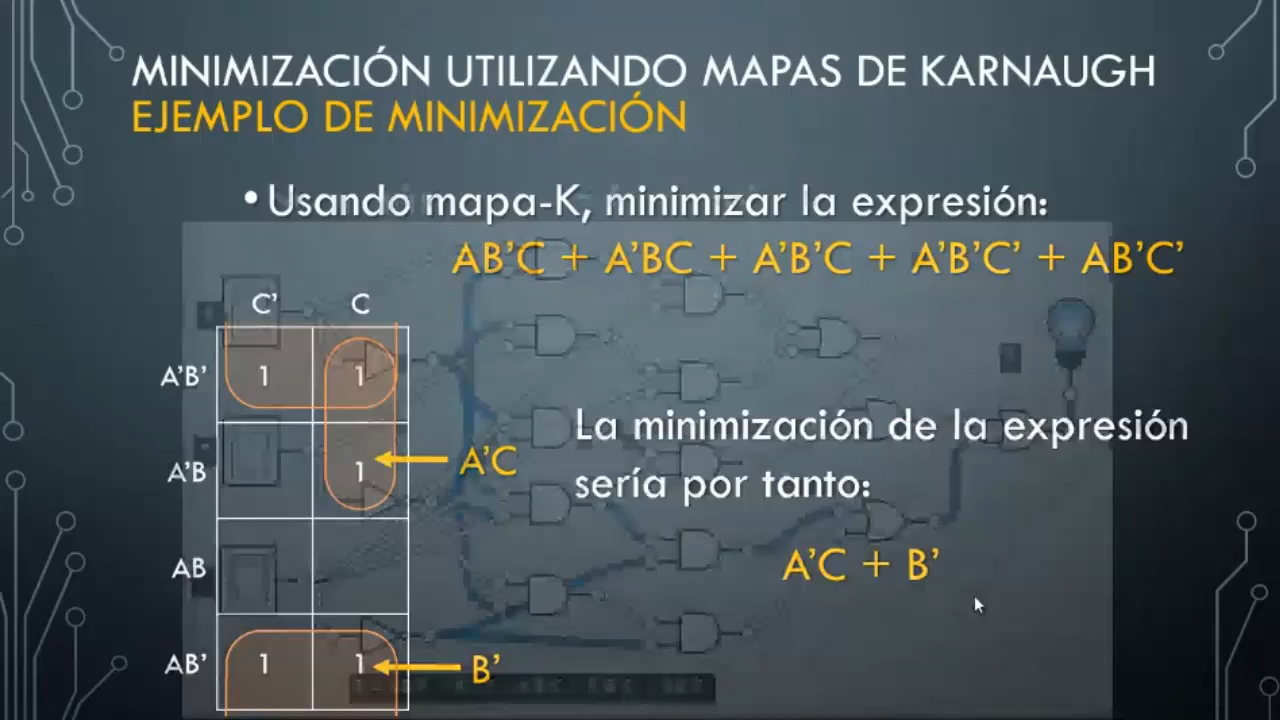 MINIMIZACIÓN UTILIZANDO MAPAS DE KARNAUGH
EJEMPLO DE MINIMIZACIÓN
•Usando mapa-K, minimizar la expresión:
AB’C + A’BC + A’B’C + A’B’C’ + AB’C’
C’ C
A’B’ 1 1
A’B 1
A’C
AB
AB’ 1 1
B’
La minimización de la expresión
sería por tanto:
A’C + B’